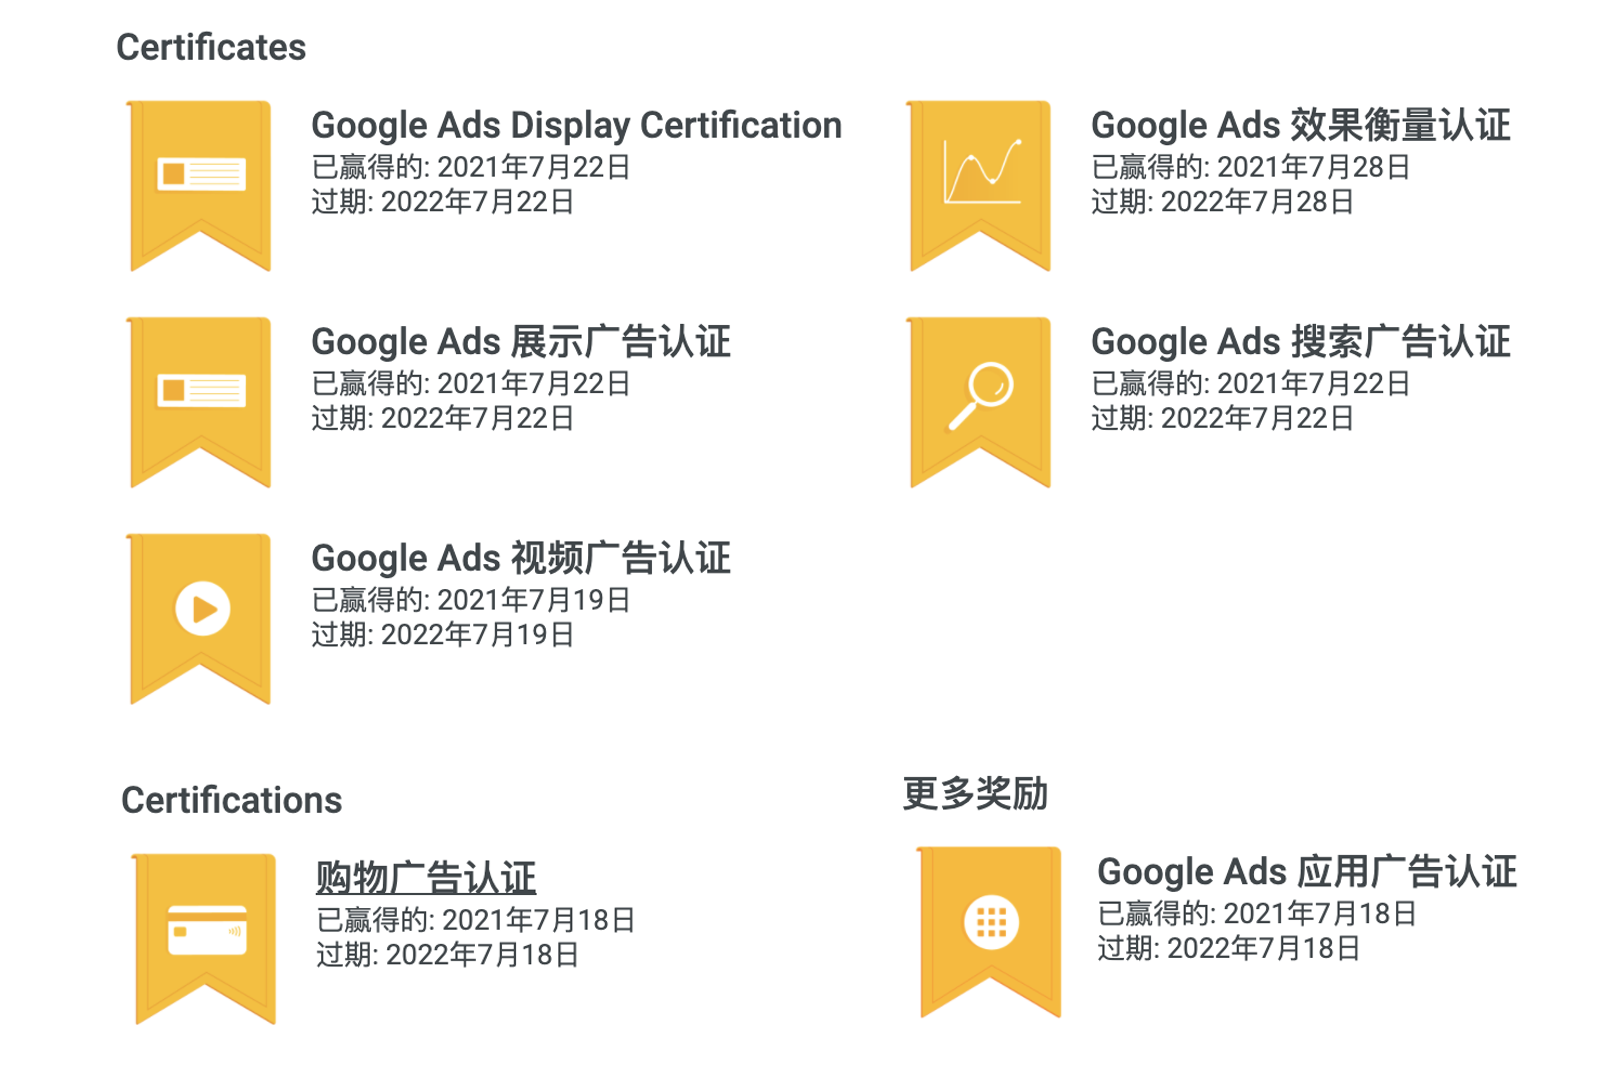 Certificates
Google Ads Display Certification
已赢得的: 2021年7月22日
过期: 2022年7月22日
Google Ads 效果衡量认证
已赢得的: 2021年7月28日
过期: 2022年7月28日
Google Ads 展示广告认证
已赢得的: 2021年7月22日
过期: 2022年7月22日
Google Ads 搜索广告认证
已赢得的: 2021年7月22日
过期: 2022年7月22日
Google Ads 视频广告认证
已赢得的: 2021年7月19日
过期: 2022年7月19日
Certifications
购物广告认证
已赢得的: 2021年7月18日
过期: 2022年7月18日
更多奖励
Google Ads 应用广告认证
已赢得的: 2021年7月18日
过期: 2022年7月18日